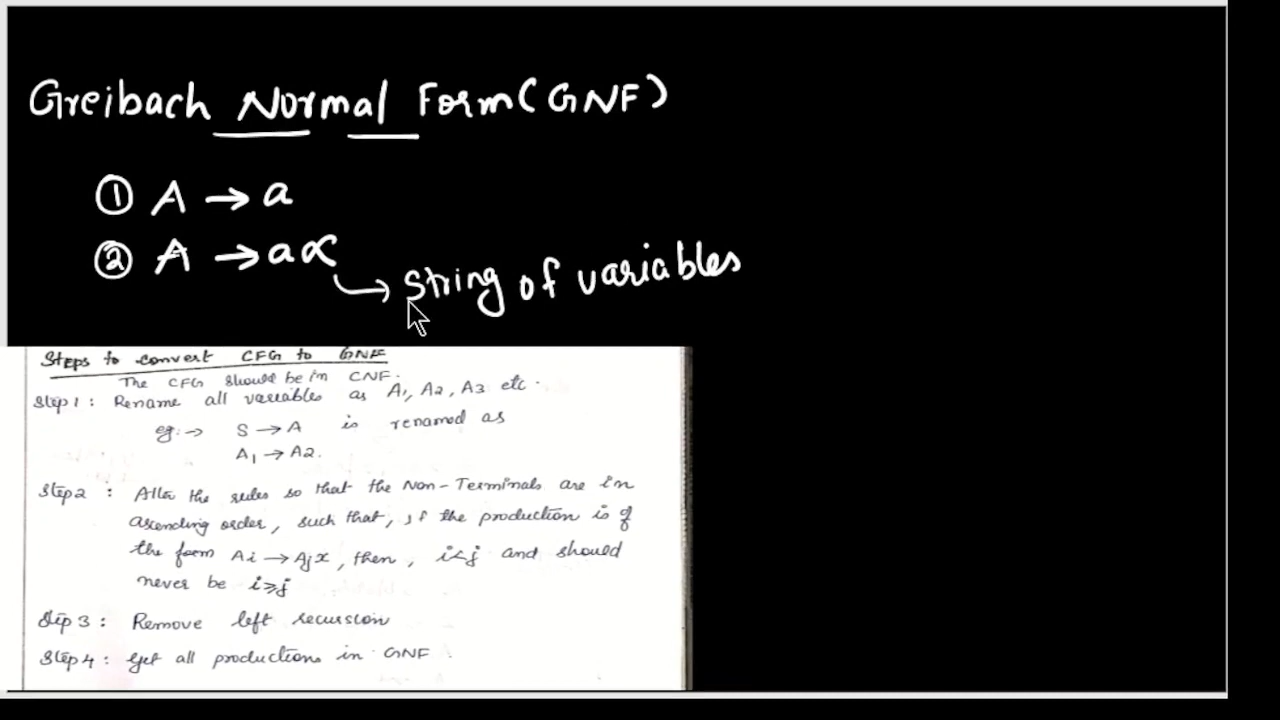 Greibach Normal Form(GNF)
① A → a
② A → aα
String of variables
Steps to convert CFG to GNF
The CFG should be in CNF.
Step 1 : Rename all variables as A1, A2, A3 etc.
eg: → S → A is renamed as
A1 → A2.
Step 2 : Alter the rules so that the Non-Terminals are in
ascending order, such that, if the production is of
the form Ai → Ajx, then, i<j and should
never be i≥j
Step 3 : Remove left recursion
Step 4 : Get all productions in GNF.